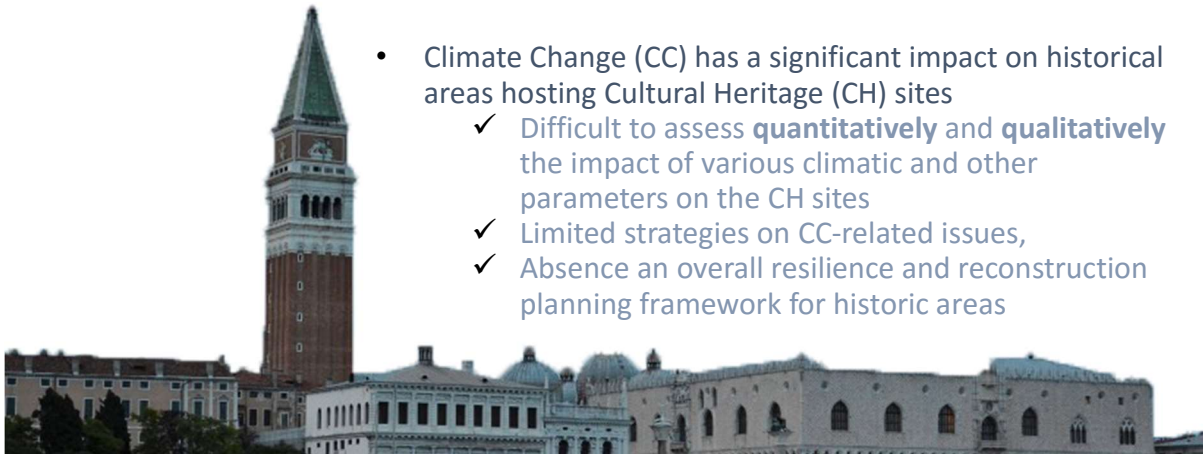 • Climate Change (CC) has a significant impact on historical
areas hosting Cultural Heritage (CH) sites
✓ Difficult to assess quantitatively and qualitatively
the impact of various climatic and other
parameters on the CH sites
✓ Limited strategies on CC-related issues,
✓ Absence an overall resilience and reconstruction
planning framework for historic areas